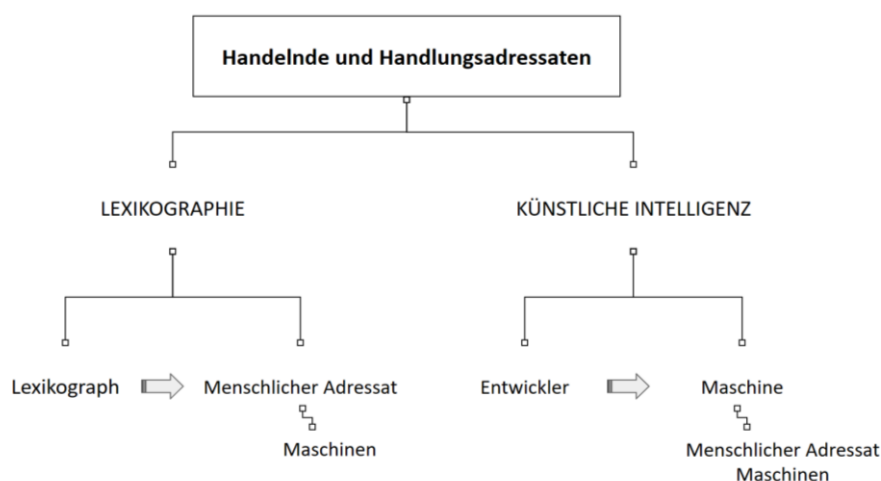 Handelnde und Handlungsadressaten
LEXIKOGRAPHIE
KÜNSTLICHE INTELLIGENZ
Lexikograph
Menschlicher Adressat
Entwickler
Maschine
Maschinen
Menschlicher Adressat
Maschinen